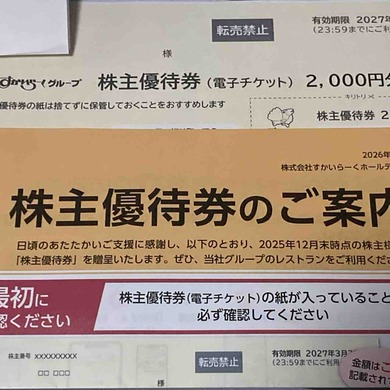 有効期限 2027
転売禁止
(23:59までにご利
様
すかいらーくグループ 株主優待券(電子チケット) 2,000円分
優待券の紙は捨てずに保管しておくことをおすすめします
キリトリ
株主優待券 2
2026年
株式会社すかいらーくホールデ
株主優待券のご案内
日頃のあたたかいご支援に感謝し、以下のとおり、2025年12月末時点の株主様
「株主優待券」を贈呈いたします。ぜひ、当社グループのレストランをご利用くださ
最初に
認ください
株主優待券(電子チケット)の紙が入っていること
必ず確認してください
株主番号 XXXXXXXXX
□□ □□□
様
転売禁止
有効期限 2027年3月
(23:59までに
金額はこ
記載され